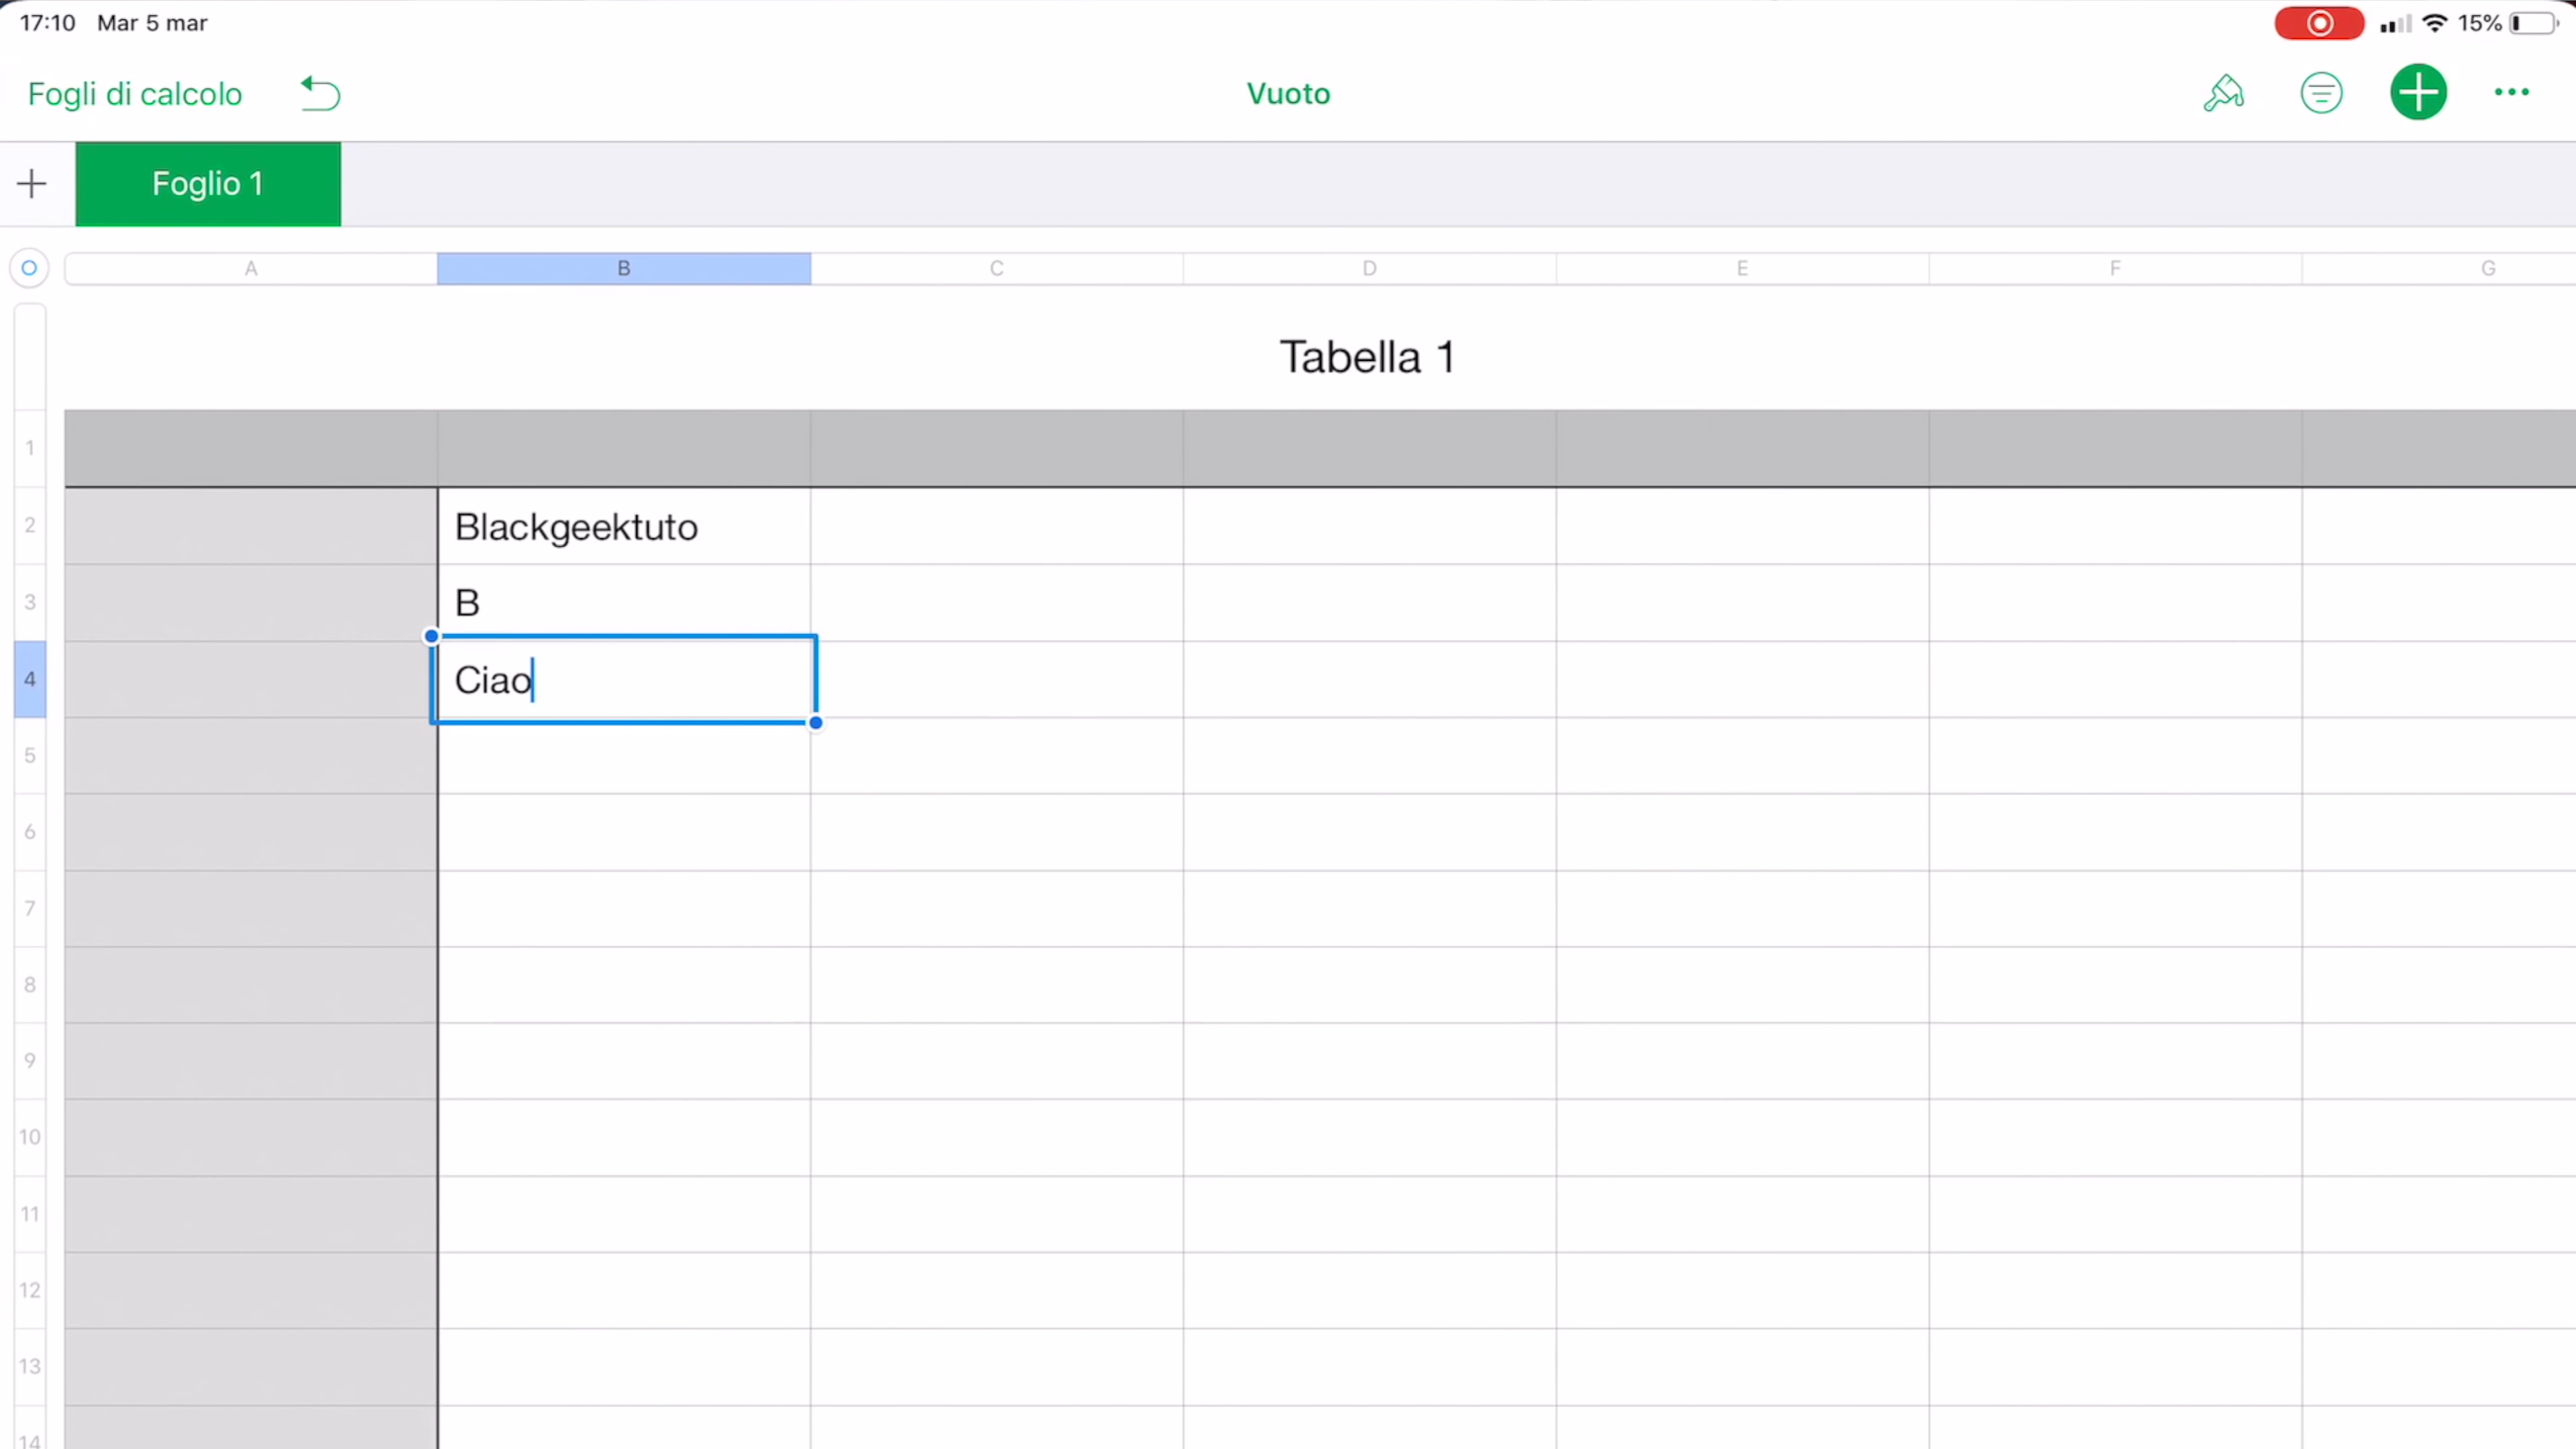 17:10 Mar 5 mar 15%
Fogli di calcolo Vuoto
Foglio 1
A B C D E F G
Tabella 1
1
2 Blackgeektuto
3 B
4 Ciao
5
6
7
8
9
10
11
12
13
14